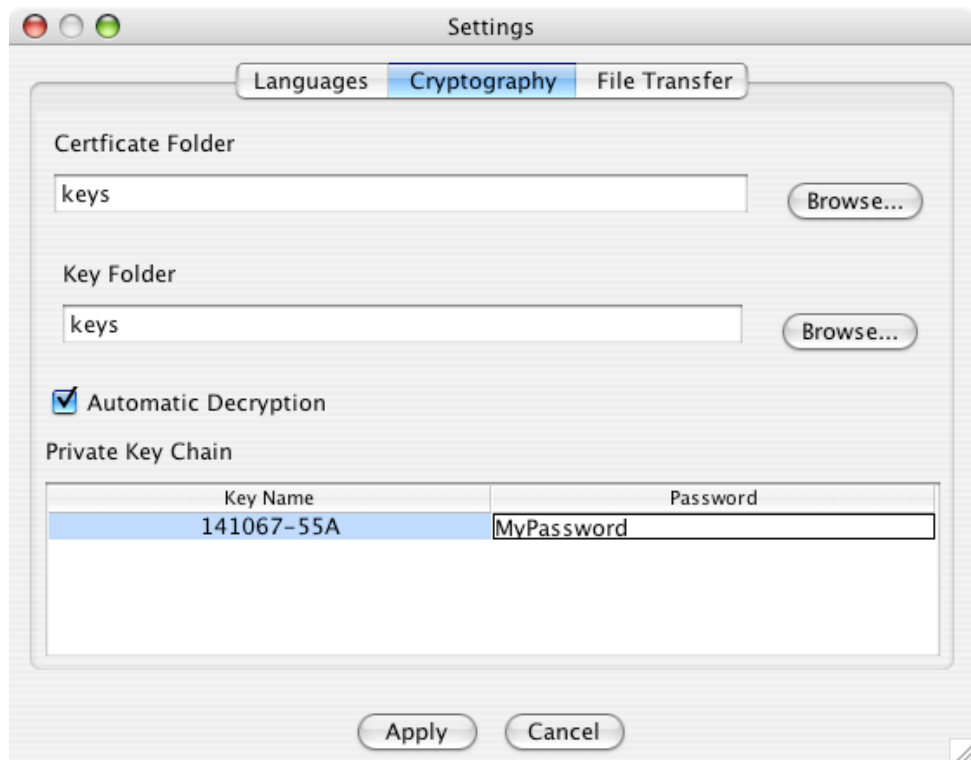 Settings
Languages Cryptography File Transfer
Certficate Folder
keys
Browse...
Key Folder
keys
Browse...
Automatic Decryption
Private Key Chain
Key Name Password
141067-55A MyPassword
Apply Cancel